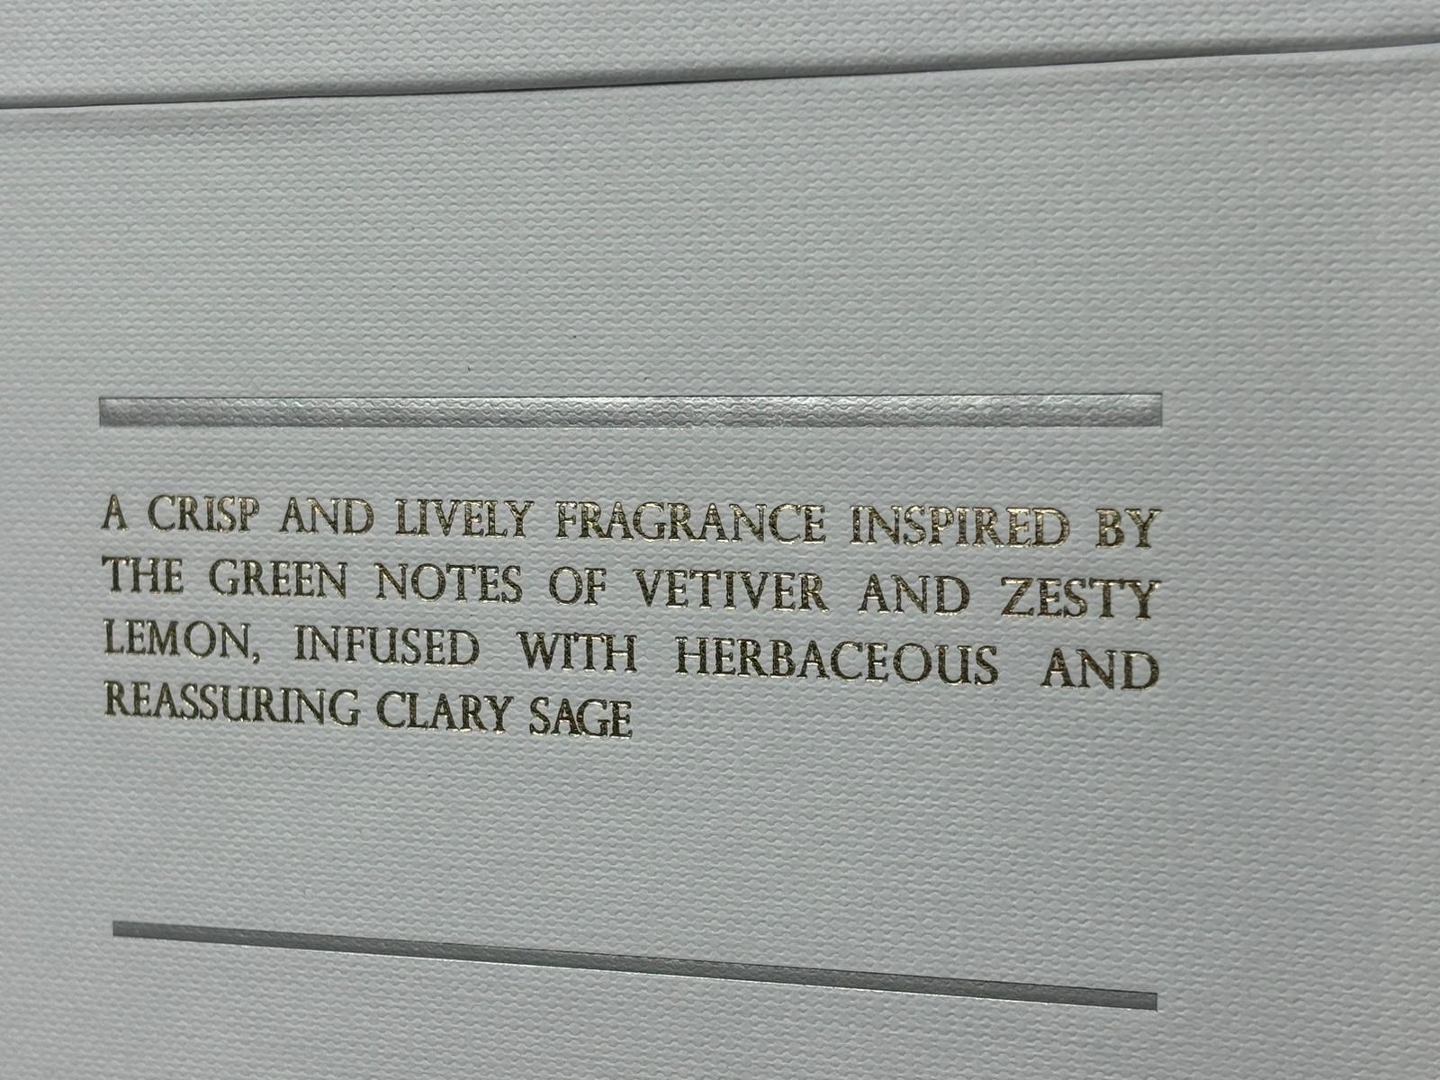 A CRISP AND LIVELY FRAGRANCE INSPIRED BY
THE GREEN NOTES OF VETIVER AND ZESTY
LEMON, INFUSED WITH HERBACEOUS AND
REASSURING CLARY SAGE